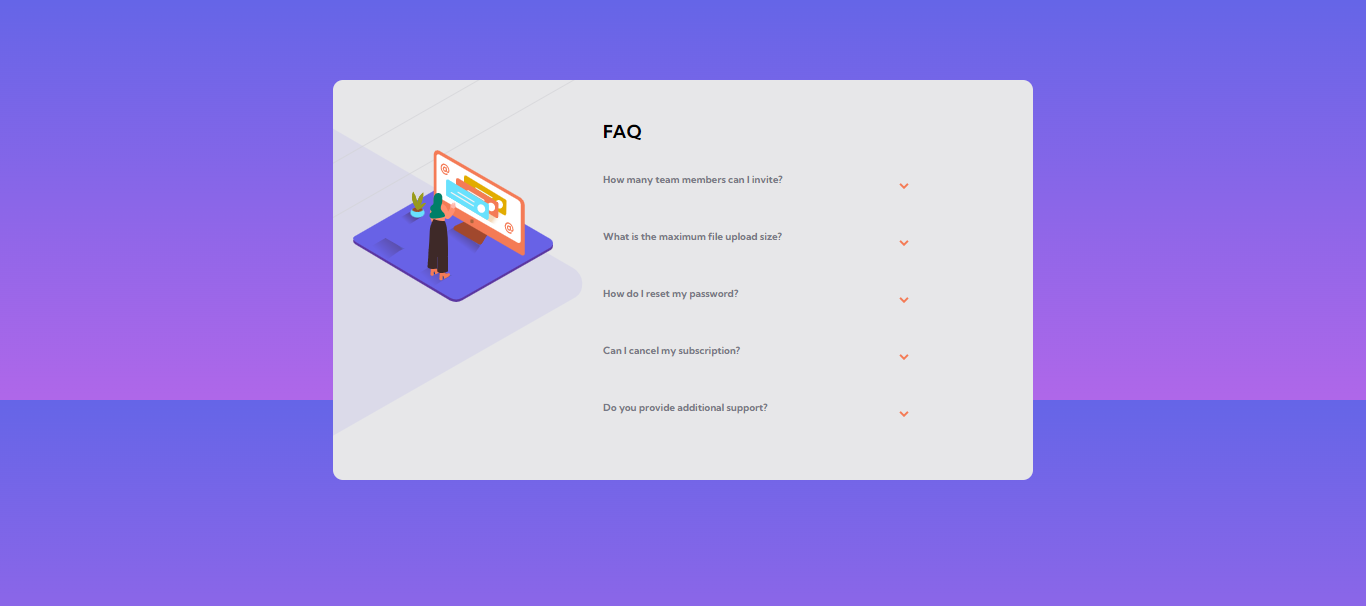 FAQ
How many team members can I invite?
What is the maximum file upload size?
How do I reset my password?
Can I cancel my subscription?
Do you provide additional support?